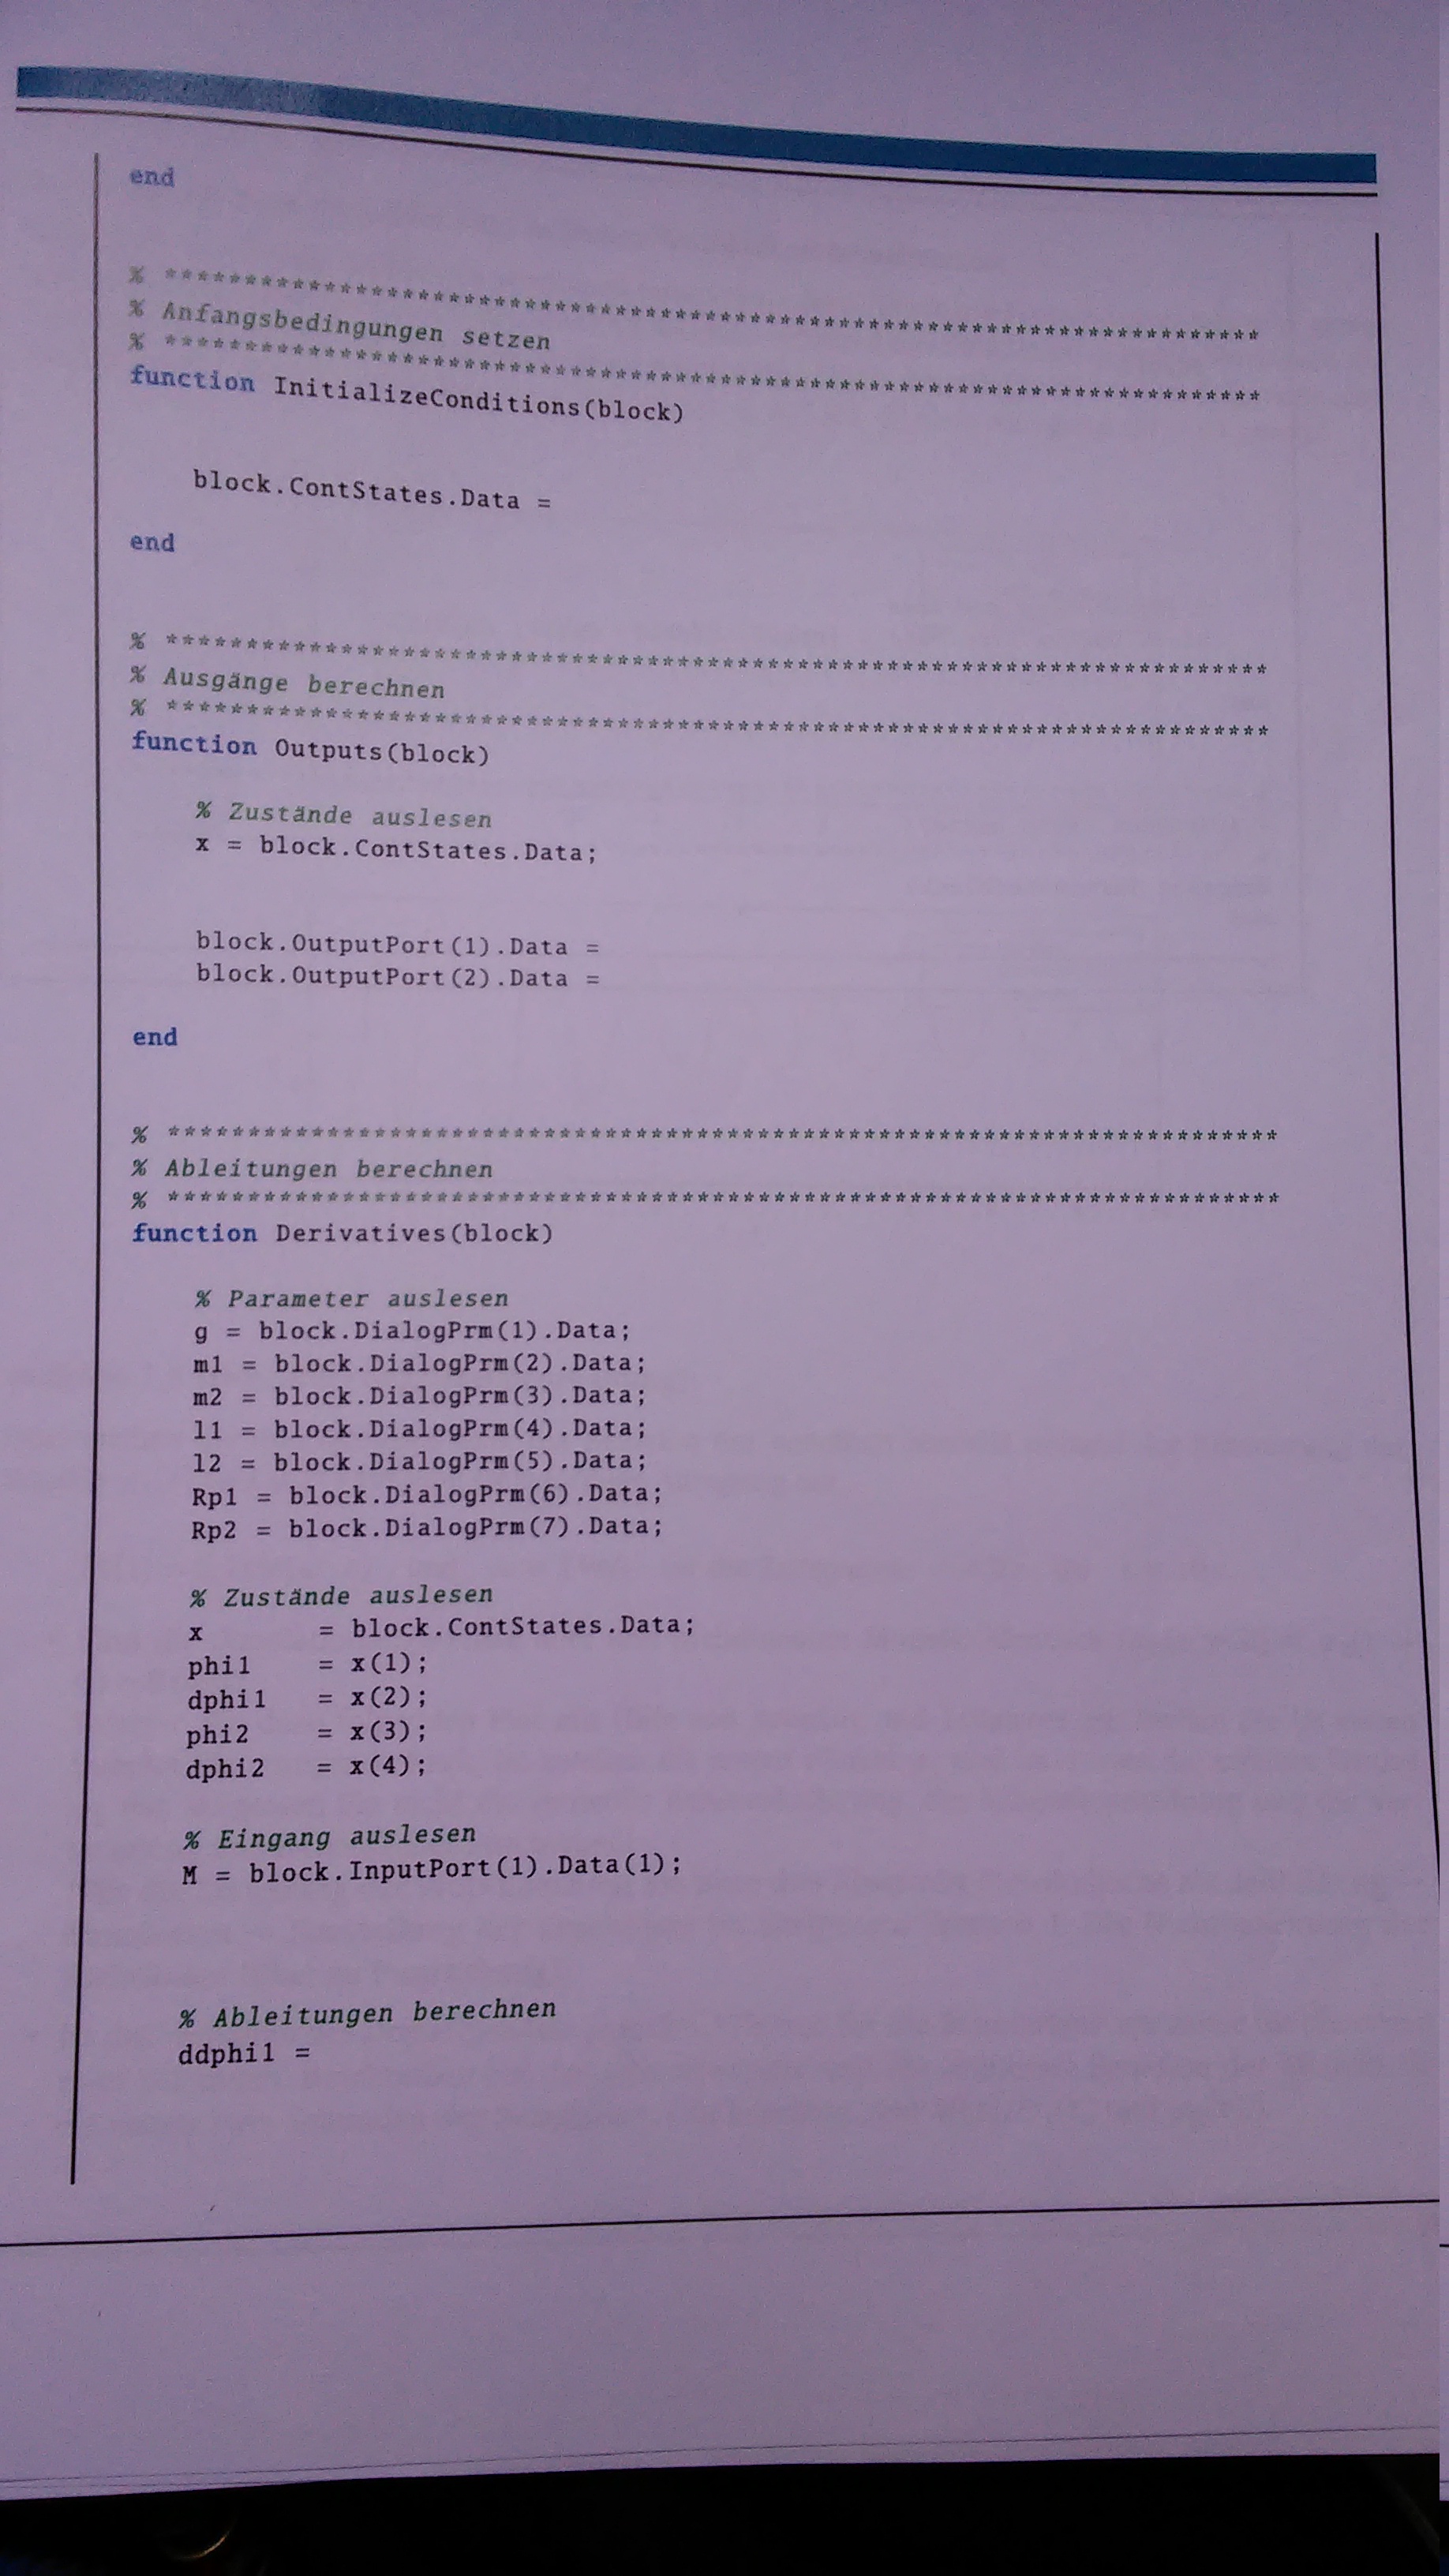 end
% **********************************************************************
% Anfangsbedingungen setzen
% **********************************************************************
function InitializeConditions(block)
block.ContStates.Data =
end
% **********************************************************************
% Ausgänge berechnen
% **********************************************************************
function Outputs(block)
% Zustände auslesen
x = block.ContStates.Data;
block.OutputPort(1).Data =
block.OutputPort(2).Data =
end
% **********************************************************************
% Ableitungen berechnen
% **********************************************************************
function Derivatives(block)
% Parameter auslesen
g = block.DialogPrm(1).Data;
m1 = block.DialogPrm(2).Data;
m2 = block.DialogPrm(3).Data;
l1 = block.DialogPrm(4).Data;
l2 = block.DialogPrm(5).Data;
Rp1 = block.DialogPrm(6).Data;
Rp2 = block.DialogPrm(7).Data;
% Zustände auslesen
x = block.ContStates.Data;
phi1 = x(1);
dphi1 = x(2);
phi2 = x(3);
dphi2 = x(4);
% Eingang auslesen
M = block.InputPort(1).Data(1);
% Ableitungen berechnen
ddphi1 =